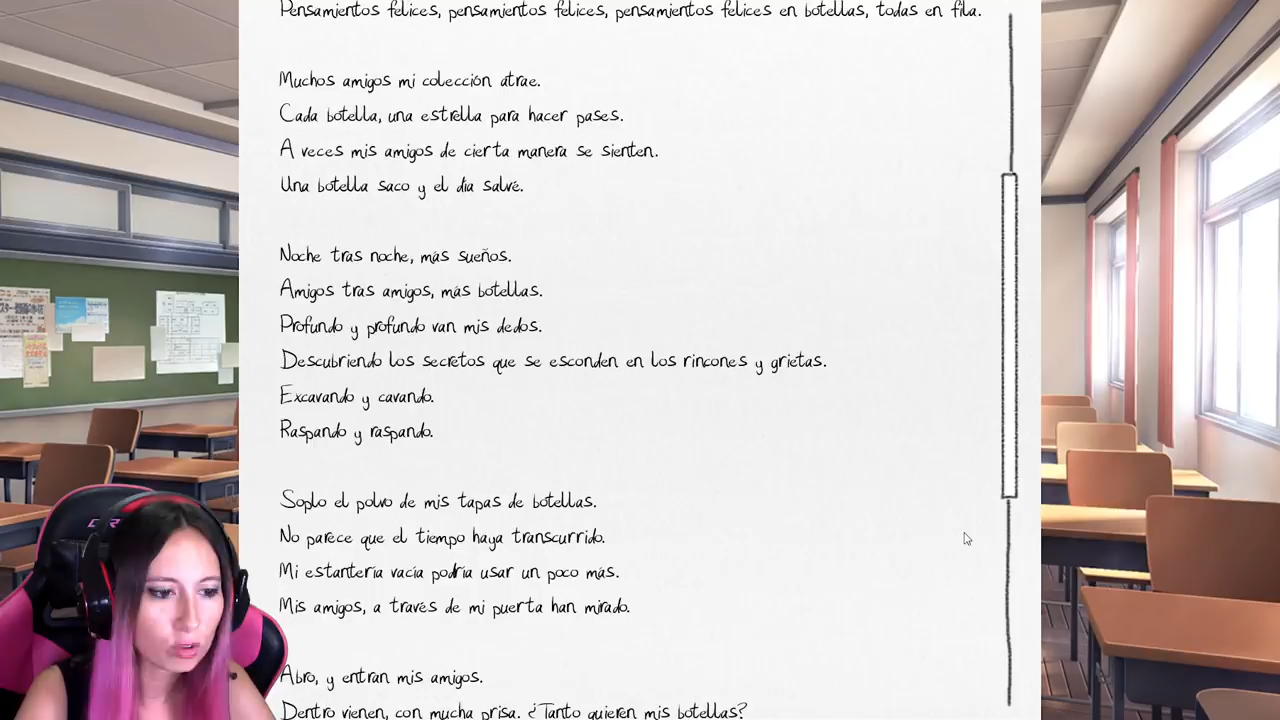 Pensamientos felices, pensamientos felices, pensamientos felices en botellas, todas en fila.
Muchos amigos mi colección atrae.
Cada botella, una estrella para hacer pases.
A veces mis amigos de cierta manera se sienten.
Una botella saco y el día salvé.
Noche tras noche, más sueños.
Amigos tras amigos, más botellas.
Profundo y profundo van mis dedos.
Descubriendo los secretos que se esconden en los rincones y grietas.
Excavando y cavando.
Raspando y raspando.
Soplo el polvo de mis tapas de botellas.
No parece que el tiempo haya transcurrido.
Mi estantería vacía podría usar un poco más.
Mis amigos, a través de mi puerta han mirado.
Abro, y entran mis amigos.
Dentro vienen, con mucha prisa. ¿Tanto quieren mis botellas?